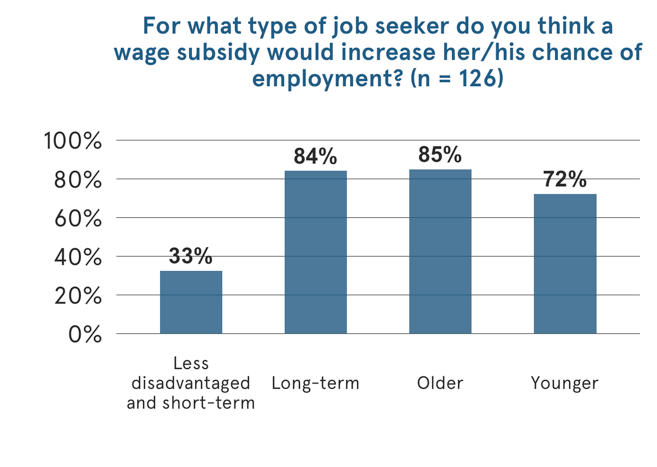 For what type of job seeker do you think a
wage subsidy would increase her/his chance of
employment? (n = 126)
100%
80%
60%
40%
20%
0%
33%
84%
85%
72%
Less
disadvantaged
and short-term
Long-term
Older
Younger